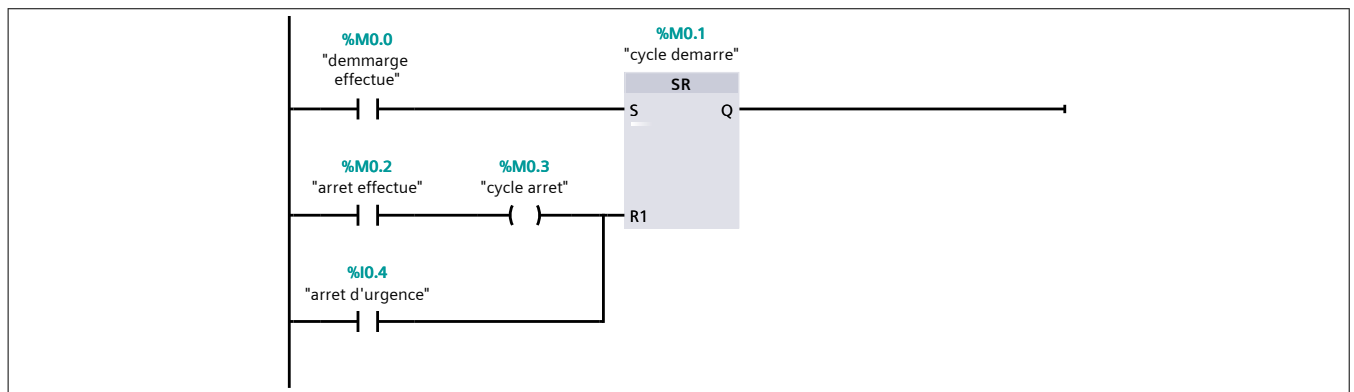 %M0.0
"demmarge
effectue"
%M0.1
"cycle demarre"
SR
S
Q
%M0.2
"arret effectue"
%M0.3
"cycle arret"
R1
%I0.4
"arret d'urgence"